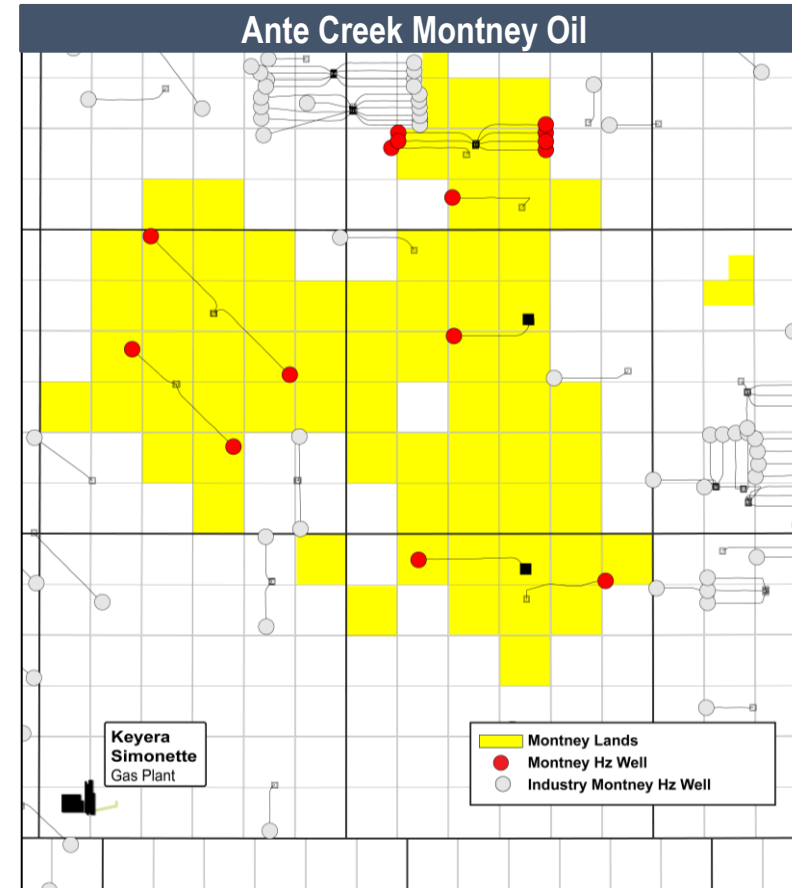 Ante Creek Montney Oil
Keyera
Simonette
Gas Plant
Montney Lands
Montney Hz Well
Industry Montney Hz Well